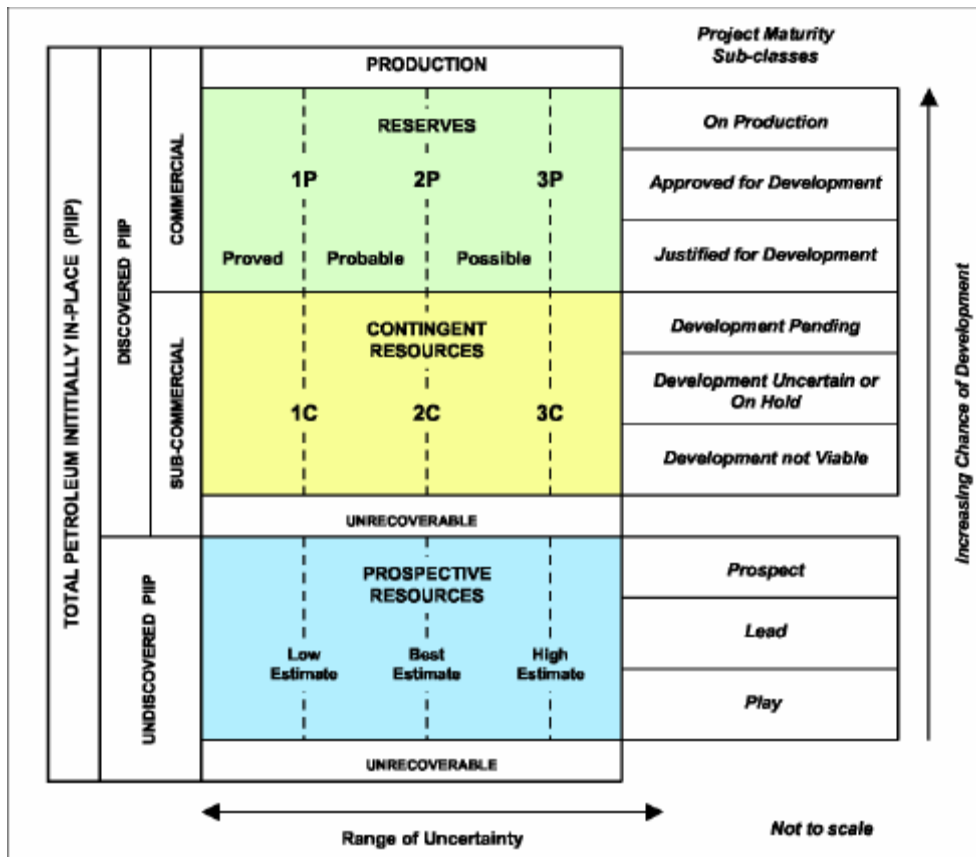 Project Maturity
Sub-classes
PRODUCTION
RESERVES
1P 2P 3P
Proved Probable Possible
On Production
Approved for Development
Justified for Development
CONTINGENT
RESOURCES
1C 2C 3C
Development Pending
Development Uncertain or
On Hold
Development not Viable
UNRECOVERABLE
PROSPECTIVE
RESOURCES
Low
Estimate
Best
Estimate
High
Estimate
Prospect
Lead
Play
UNRECOVERABLE
TOTAL PETROLEUM INITITIALLY IN-PLACE (PIIP)
DISCOVERED PIIP
UNDISCOVERED PIIP
COMMERCIAL
SUB-COMMERCIAL
Increasing Chance of Development
Range of Uncertainty
Not to scale